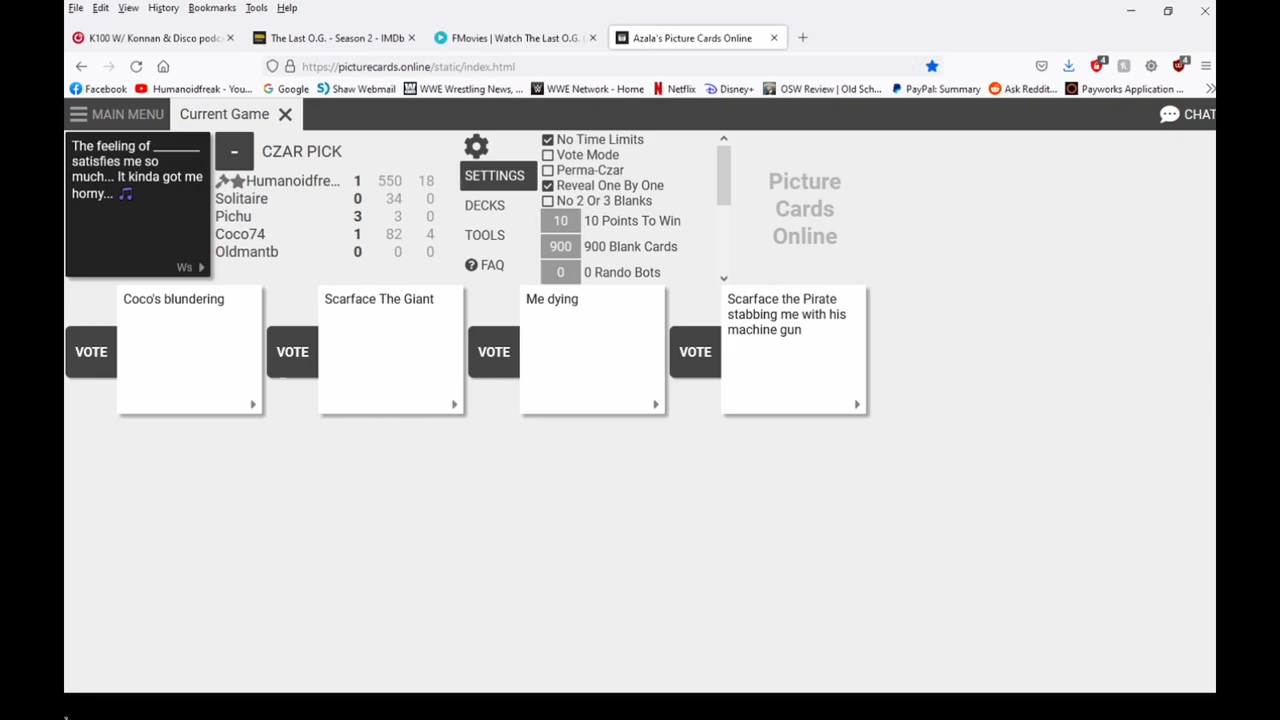 File Edit View History Bookmarks Tools Help
K100 W/ Konnan & Disco podca
The Last O.G. - Season 2 - IMDb
FMovies | Watch The Last O.G. (
Azala's Picture Cards Online
https://picturecards.online/static/index.html
4
4
Facebook Humanoidfreak - You... Google Shaw Webmail WWE Wrestling News, ... WWE Network - Home Netflix Disney+ OSW Review | Old Sch... PayPal: Summary Ask Reddit... Payworks Application ...
MAIN MENU Current Game CHAT
The feeling of _______
satisfies me so
much... It kinda got me
horny... 🎵
Ws
- CZAR PICK
Humanoidfre... 1 550 18
Solitaire 0 34 0
Pichu 3 3 0
Coco74 1 82 4
Oldmantb 0 0 0
SETTINGS
DECKS
TOOLS
FAQ
No Time Limits
Vote Mode
Perma-Czar
Reveal One By One
No 2 Or 3 Blanks
10 10 Points To Win
900 900 Blank Cards
0 0 Rando Bots
Picture
Cards
Online
VOTE
Coco's blundering
VOTE
Scarface The Giant
VOTE
Me dying
VOTE
Scarface the Pirate
stabbing me with his
machine gun